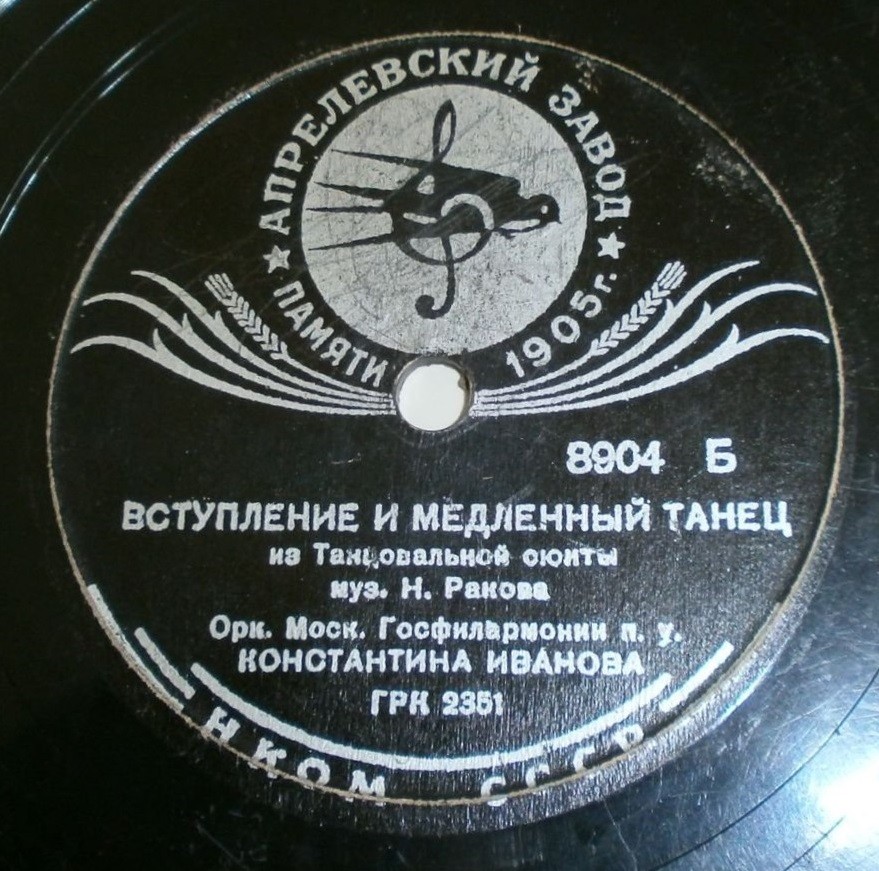 АПРЕЛЕВСКИЙ ЗАВОД
ПАМЯТИ 1905г.
8904 Б
ВСТУПЛЕНИЕ И МЕДЛЕННЫЙ ТАНЕЦ
из Танцовальной сюиты
муз. Н. Ракова
Орк. Моск. Госфилармонии п. у.
КОНСТАНТИНА ИВАНОВА
ГРК 2351
НКОМ СССР